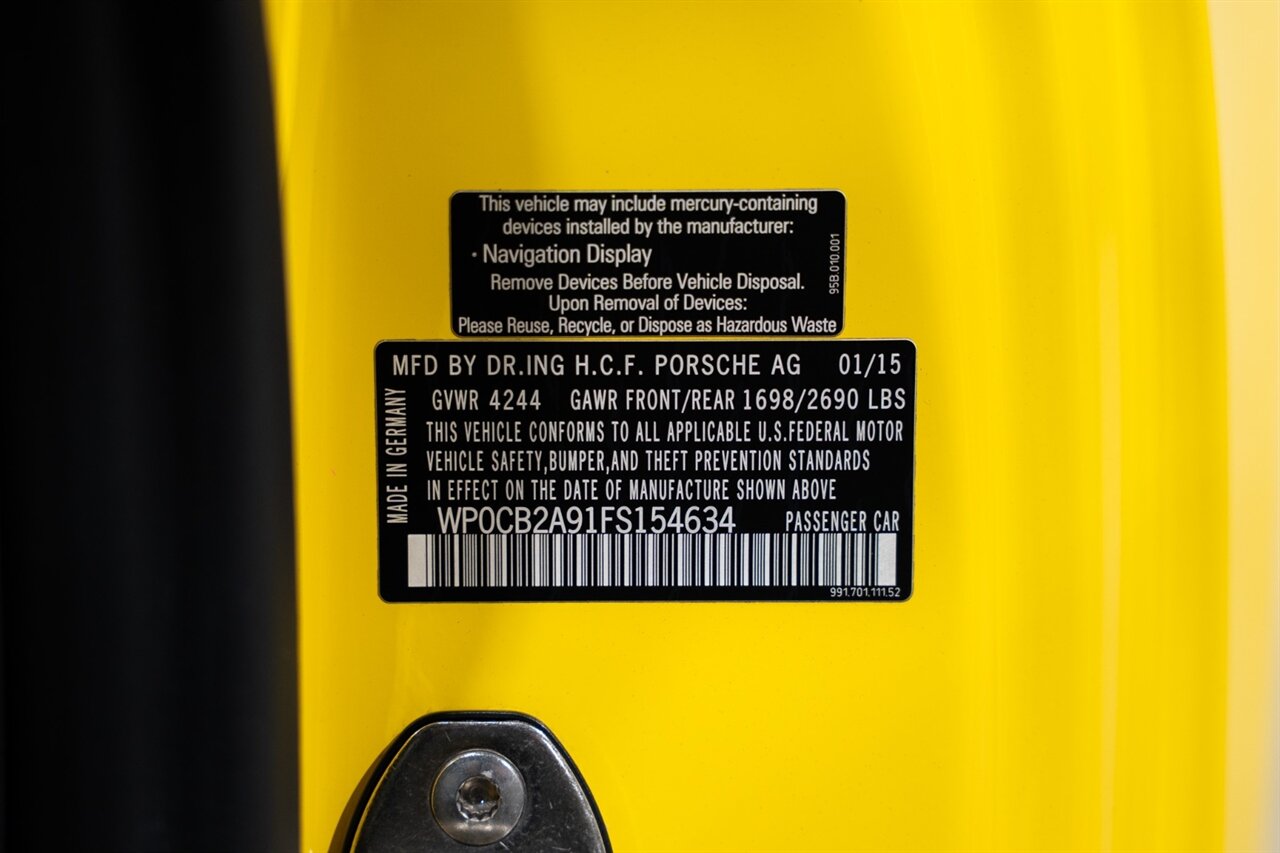 This vehicle may include mercury-containing
devices installed by the manufacturer:
· Navigation Display
Remove Devices Before Vehicle Disposal.
Upon Removal of Devices:
Please Reuse, Recycle, or Dispose as Hazardous Waste
95B.010.001
MFD BY DR.ING H.C.F. PORSCHE AG 01/15
GVWR 4244 GAWR FRONT/REAR 1698/2690 LBS
THIS VEHICLE CONFORMS TO ALL APPLICABLE U.S.FEDERAL MOTOR
VEHICLE SAFETY,BUMPER,AND THEFT PREVENTION STANDARDS
IN EFFECT ON THE DATE OF MANUFACTURE SHOWN ABOVE
WP0CB2A91FS154634 PASSENGER CAR
MADE IN GERMANY
991.701.111.52